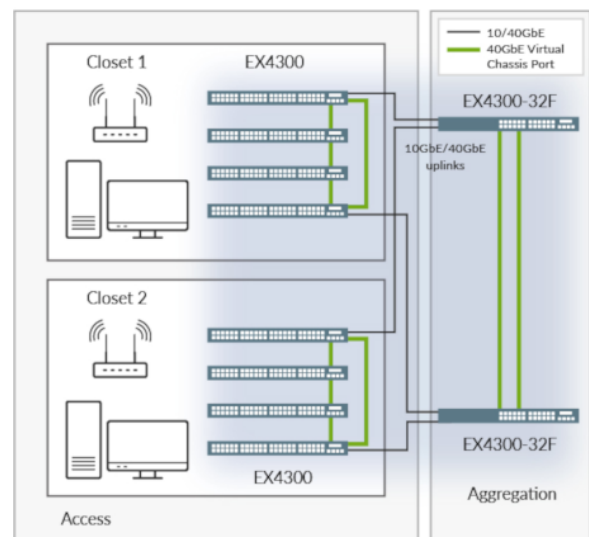 10/40GbE
40GbE Virtual
Chassis Port
Closet 1
EX4300
EX4300-32F
10GbE/40GbE
uplinks
Closet 2
EX4300
EX4300-32F
Aggregation
Access